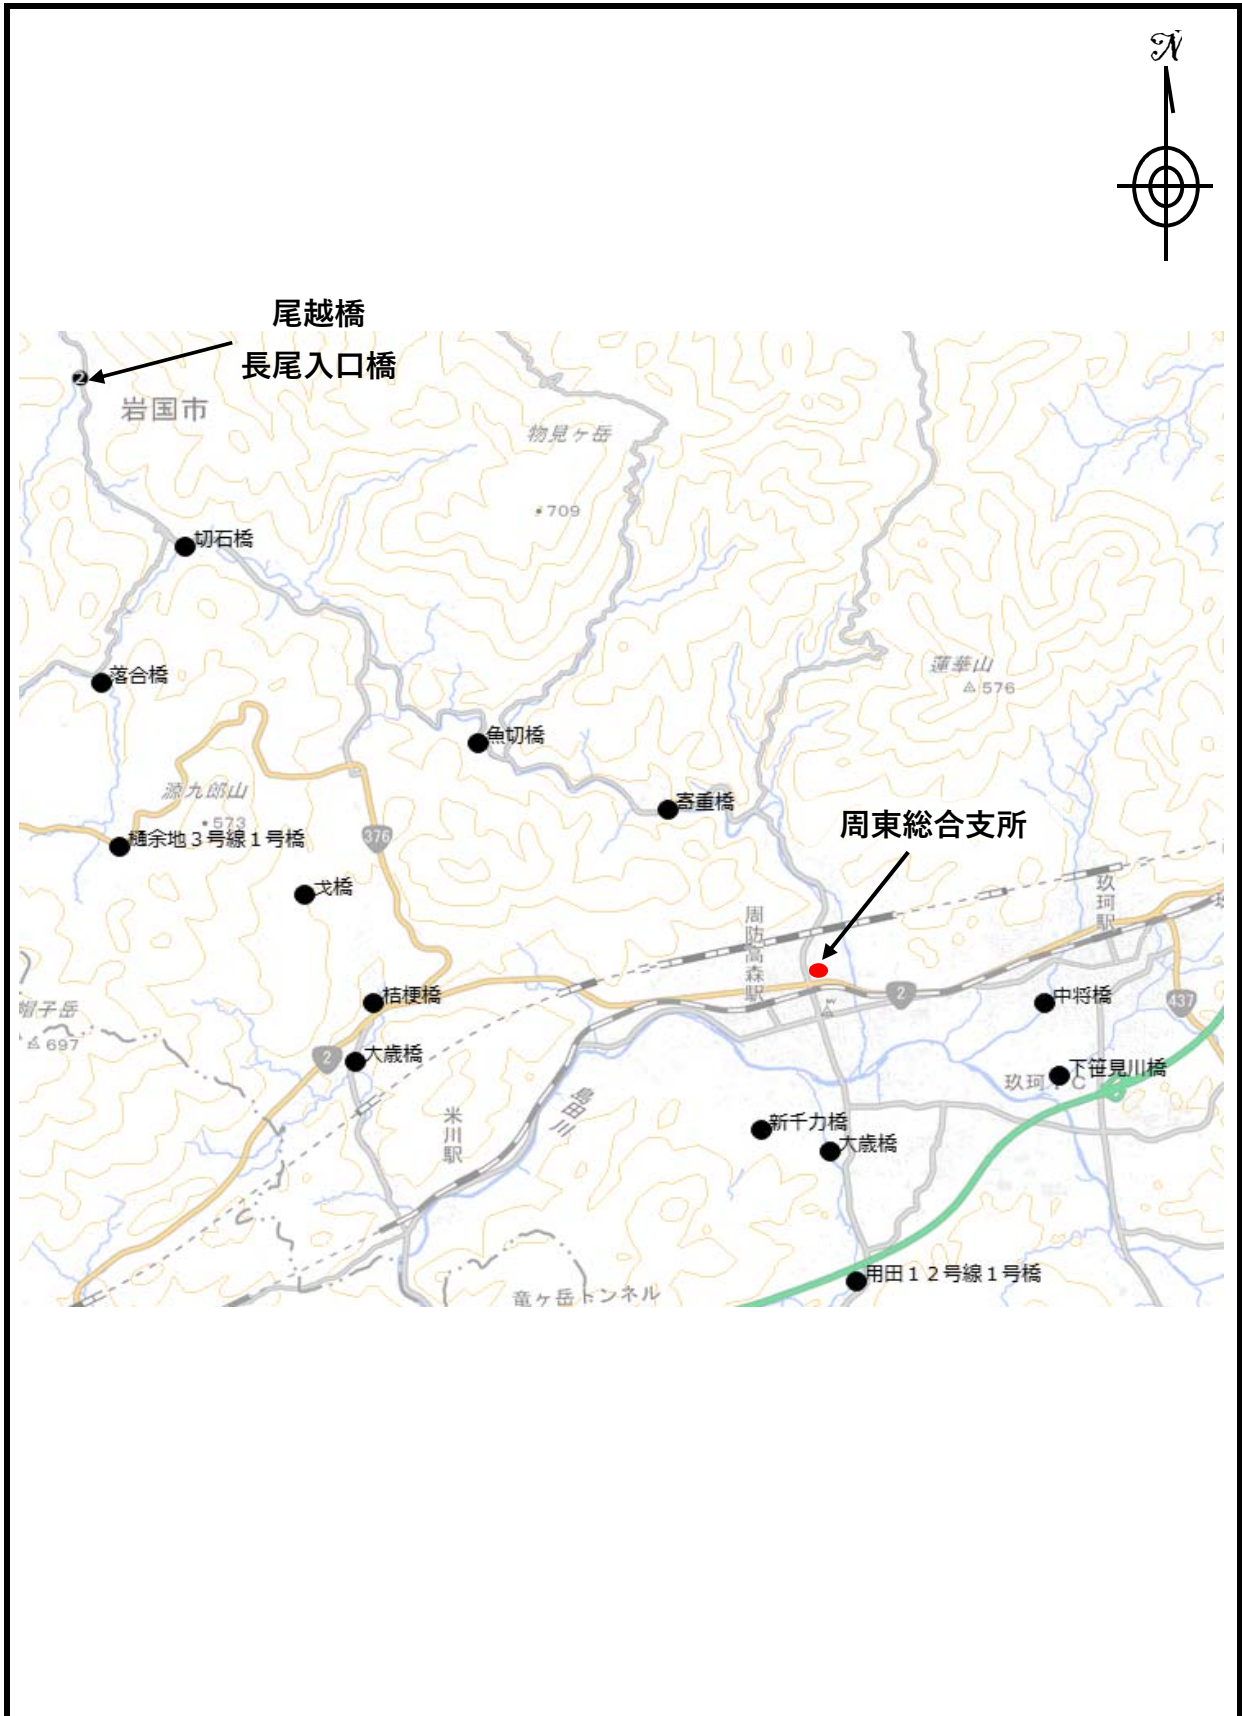 N
尾越橋
長尾入口橋
2
岩国市
物見ヶ岳
709
切石橋
蓮華山
576
落合橋
魚切橋
源九郎山
573
寄重橋
周東総合支所
樋余地３号線１号橋
376
戈橋
玖珂駅
周防高森駅
桔梗橋
2
中将橋
437
帽子岳
697
2
大歳橋
下笹見川橋
玖珂IC
島田川
米川駅
新千力橋
大歳橋
用田１２号線１号橋
竜ヶ岳トンネル